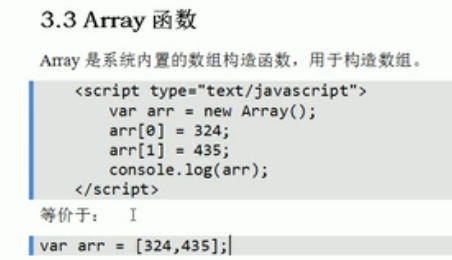 3.3 Array 函数
Array 是系统内置的数组构造函数，用于构造数组。
<script type="text/javascript">
var arr = new Array();
arr[0] = 324;
arr[1] = 435;
console.log(arr);
</script>
等价于：
var arr = [324,435];